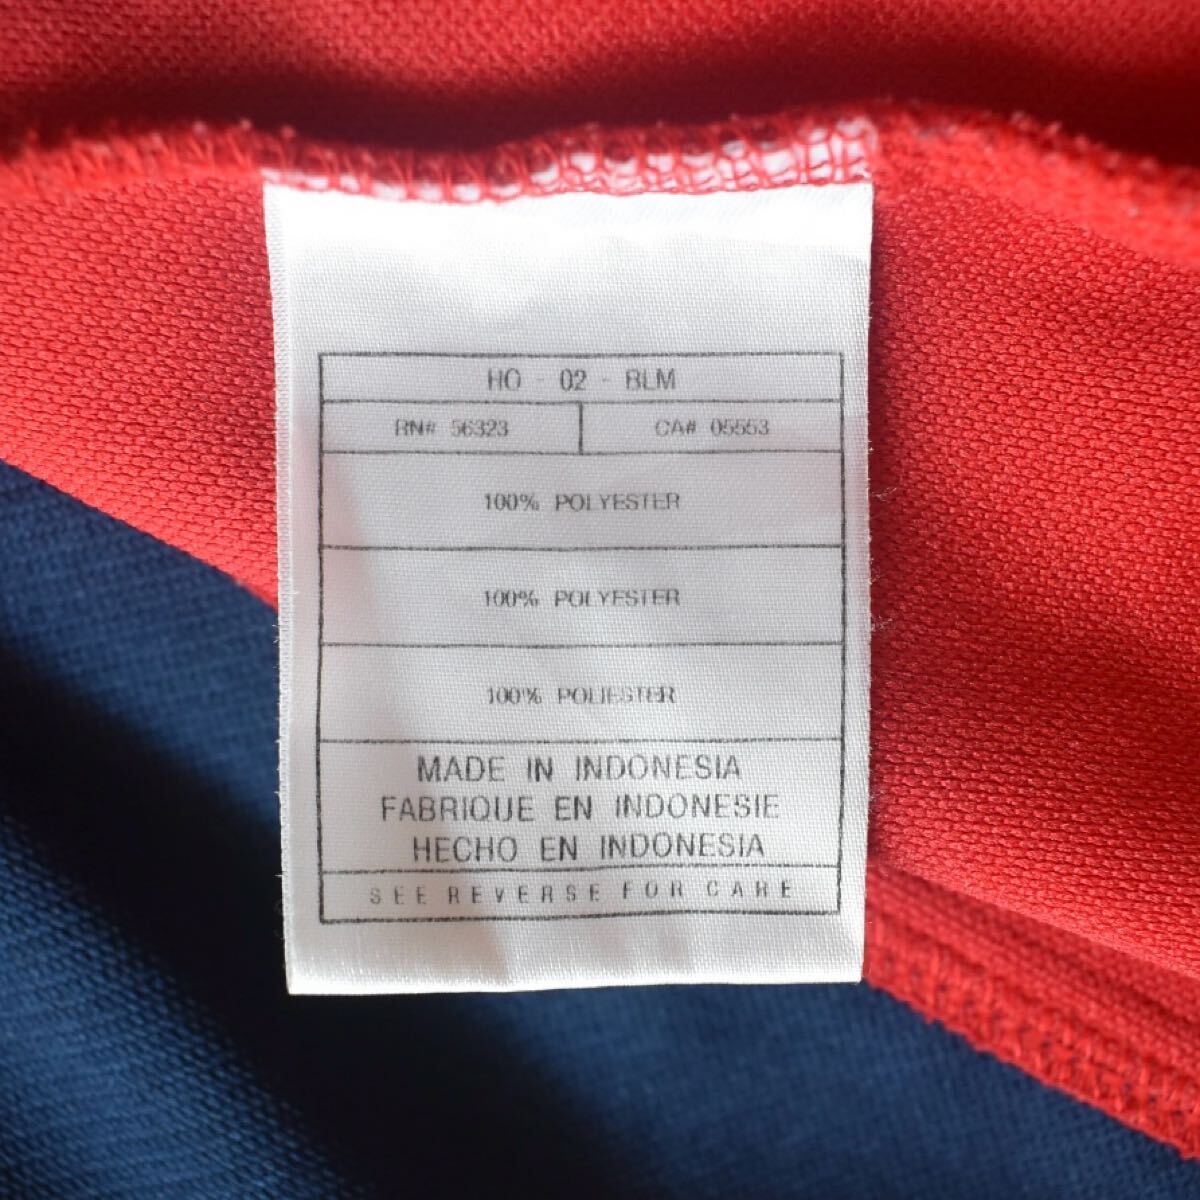 HO - 02 - BLM
RN# 56323
CA# 05553
100% POLYESTER
100% POLYESTER
100% POLIESTER
MADE IN INDONESIA
FABRIQUE EN INDONESIE
HECHO EN INDONESIA
SEE REVERSE FOR CARE